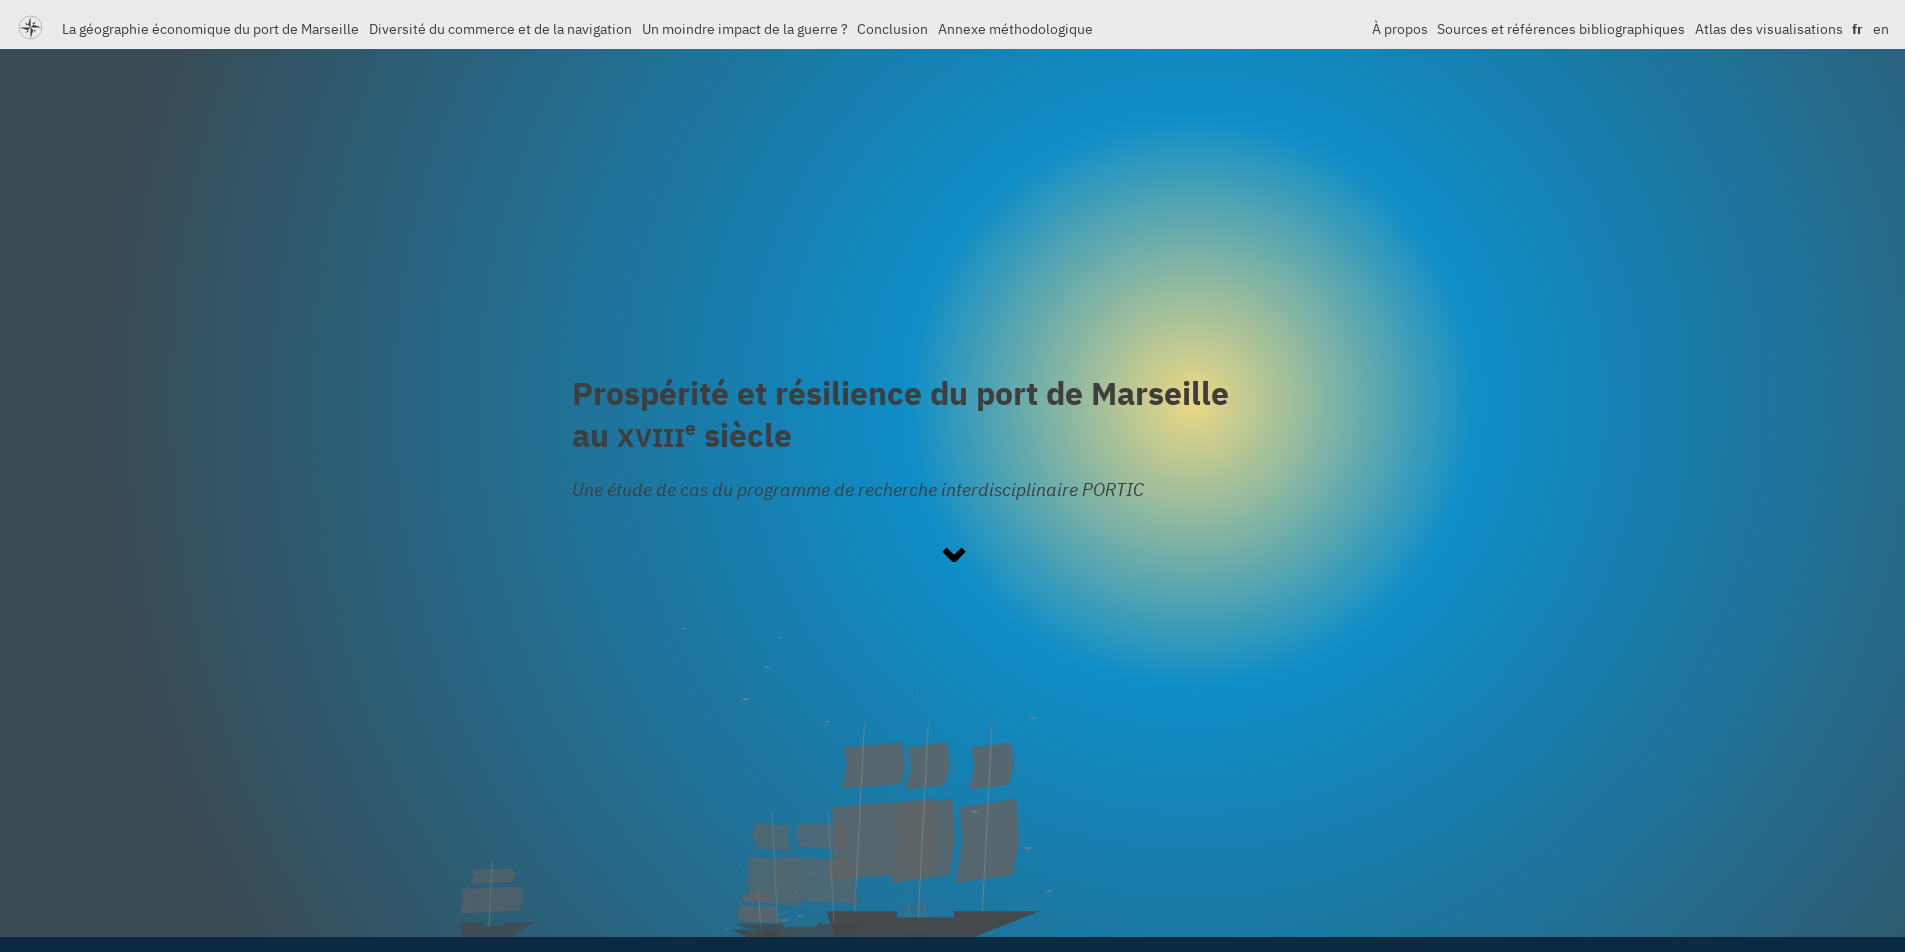 La géographie économique du port de Marseille Diversité du commerce et de la navigation Un moindre impact de la guerre ? Conclusion Annexe méthodologique À propos Sources et références bibliographiques Atlas des visualisations fr en
Prospérité et résilience du port de Marseille
au XVIIIe siècle
Une étude de cas du programme de recherche interdisciplinaire PORTIC